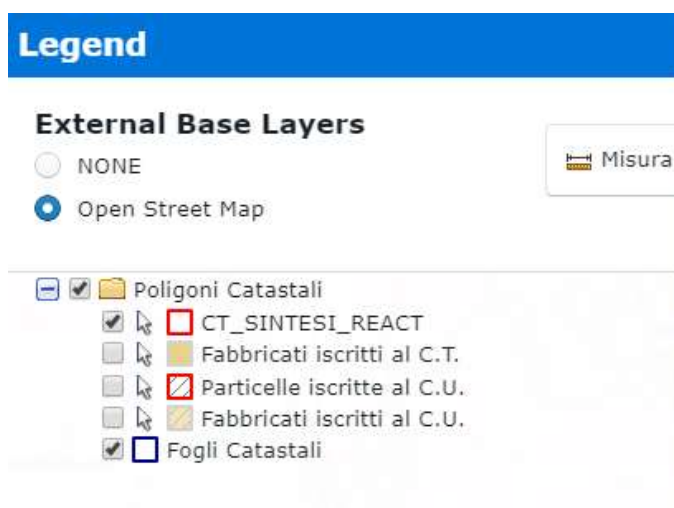 Legend
External Base Layers
NONE
Misura
Open Street Map
Poligoni Catastali
CT_SINTESI_REACT
Fabbricati iscritti al C.T.
Particelle iscritte al C.U.
Fabbricati iscritti al C.U.
Fogli Catastali